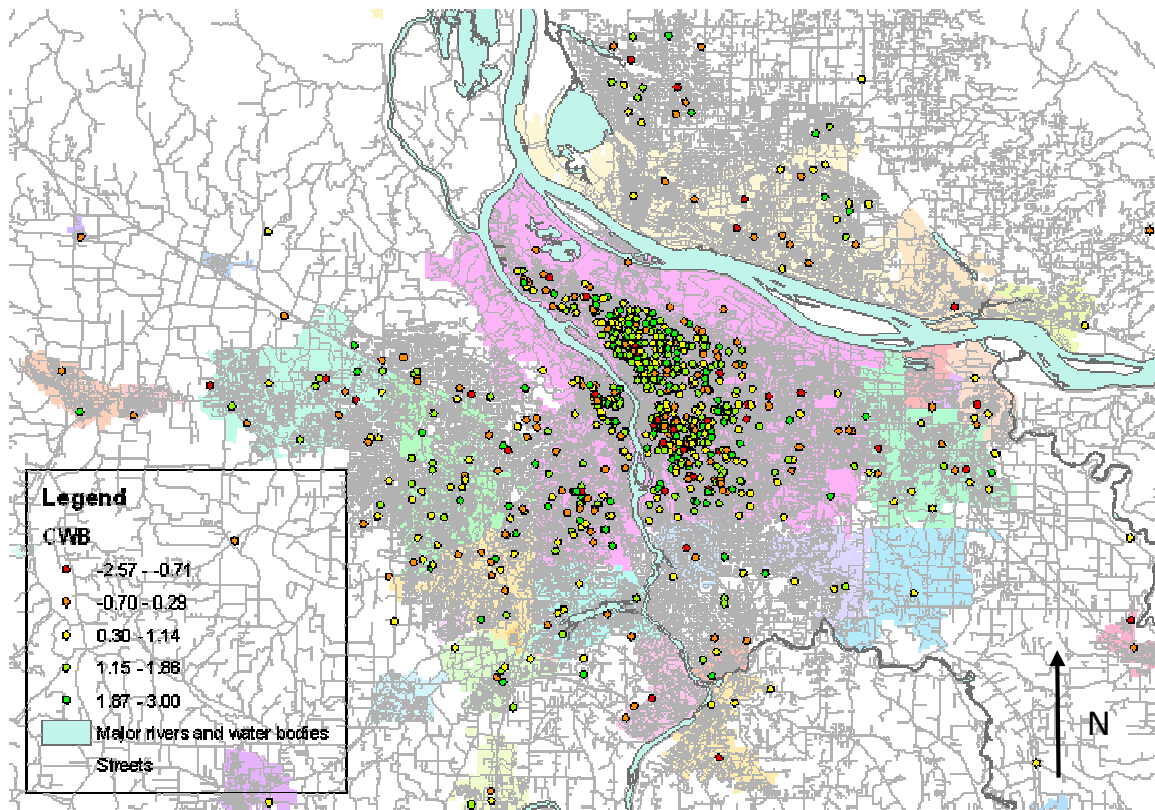 Legend
CWB
-2.57 - -0.71
-0.70 - 0.29
0.30 - 1.14
1.15 - 1.86
1.87 - 3.00
Major rivers and water bodies
Streets
N